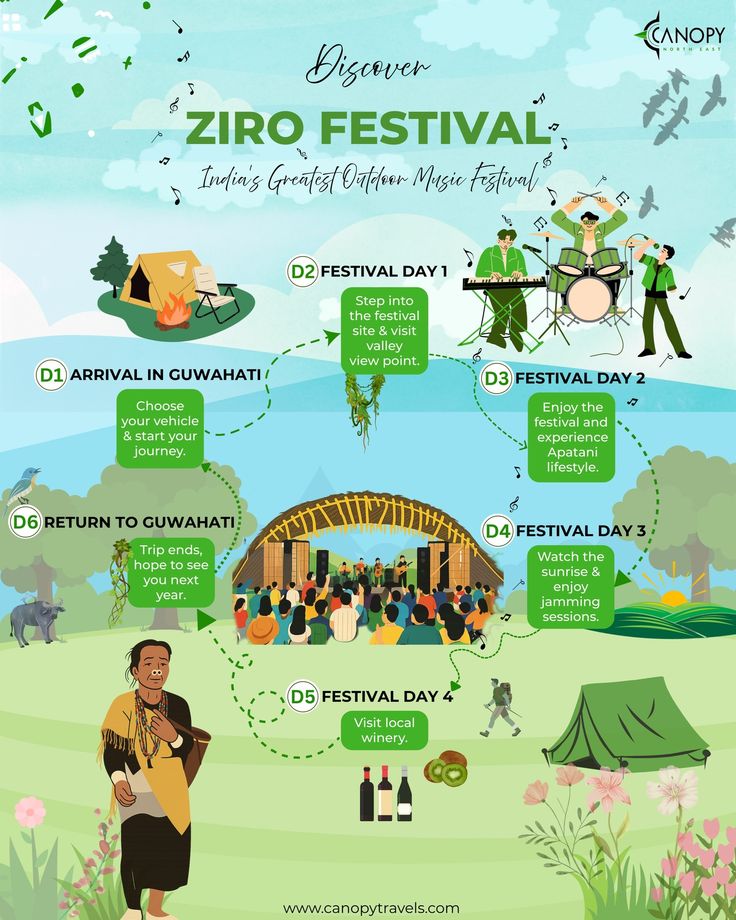 CANOPY
NORTH EAST
Discover
ZIRO FESTIVAL
India's Greatest Outdoor Music Festival
D1 ARRIVAL IN GUWAHATI
Choose
your vehicle
& start your
journey.
D2 FESTIVAL DAY 1
Step into
the festival
site & visit
valley
view point.
D3 FESTIVAL DAY 2
Enjoy the
festival and
experience
Apatani
lifestyle.
D4 FESTIVAL DAY 3
Watch the
sunrise &
enjoy
jamming
sessions.
D5 FESTIVAL DAY 4
Visit local
winery.
D6 RETURN TO GUWAHATI
Trip ends,
hope to see
you next
year.
www.canopytravels.com